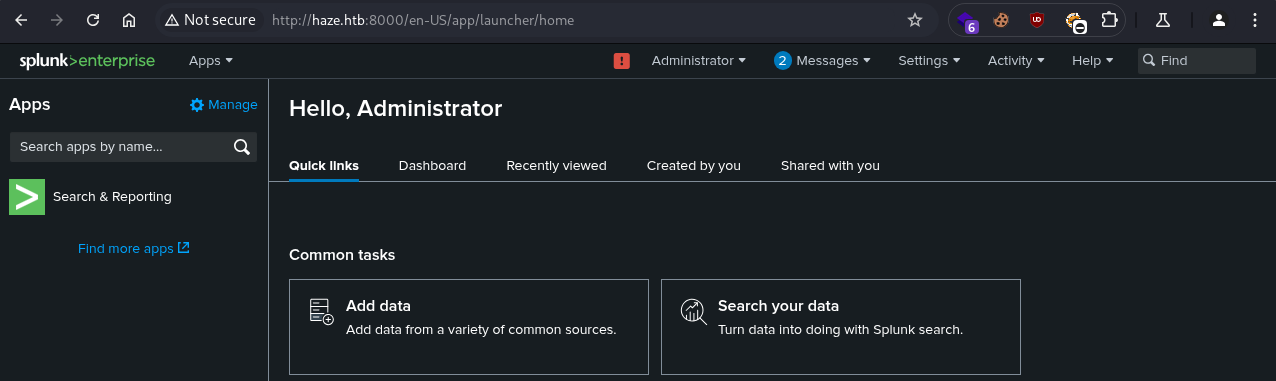 Not secure http://haze.htb:8000/en-US/app/launcher/home 6 UD
splunk>enterprise Apps ! Administrator 2 Messages Settings Activity Help Find
Apps Manage
Search apps by name...
Search & Reporting
Find more apps
Hello, Administrator
Quick links Dashboard Recently viewed Created by you Shared with you
Common tasks
Add data
Add data from a variety of common sources.
Search your data
Turn data into doing with Splunk search.